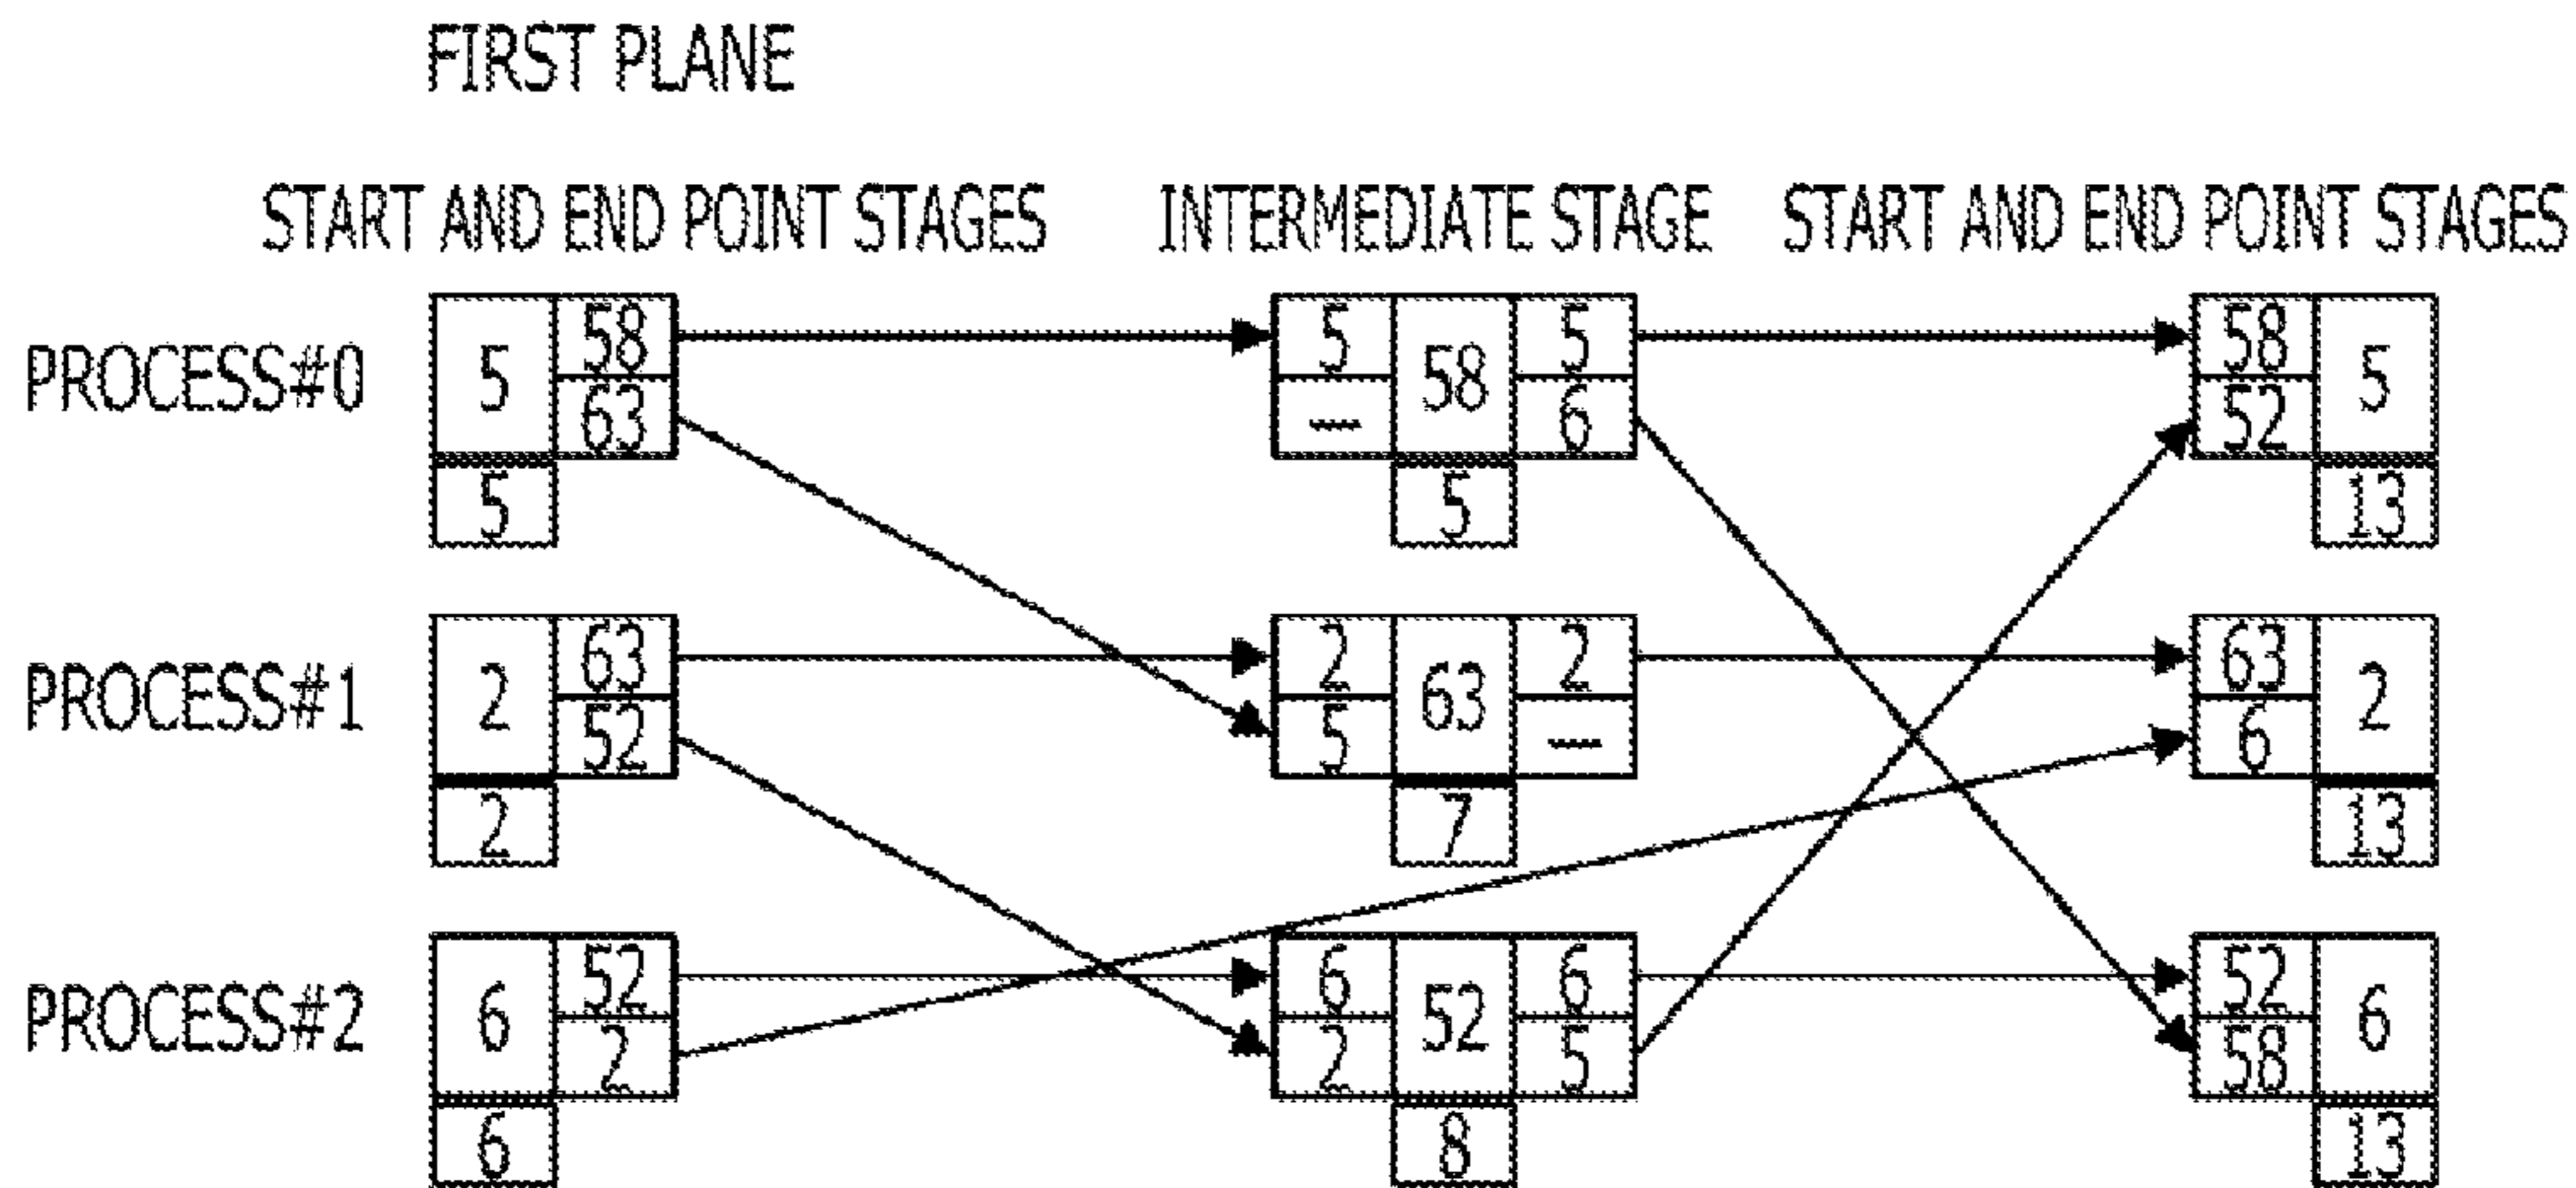 FIRST PLANE
START AND END POINT STAGES INTERMEDIATE STAGE START AND END POINT STAGES
PROCESS#0
5 58 63 5
5 — 58 5 6 5
58 52 5 13
PROCESS#1
2 63 52 2
2 5 63 2 — 7
63 6 2 13
PROCESS#2
6 52 2 6
6 2 52 6 5 8
52 58 6 13